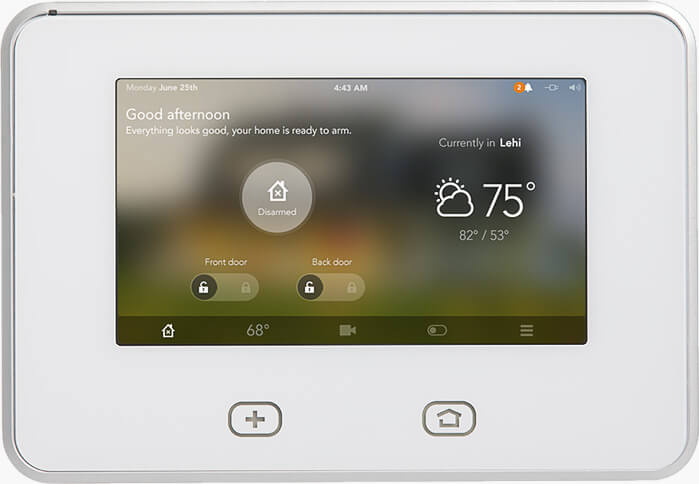 Monday June 25th
4:43 AM
2
Good afternoon
Everything looks good, your home is ready to arm.
Currently in Lehi
75°
82° / 53°
Disarmed
Front door
Back door
68°